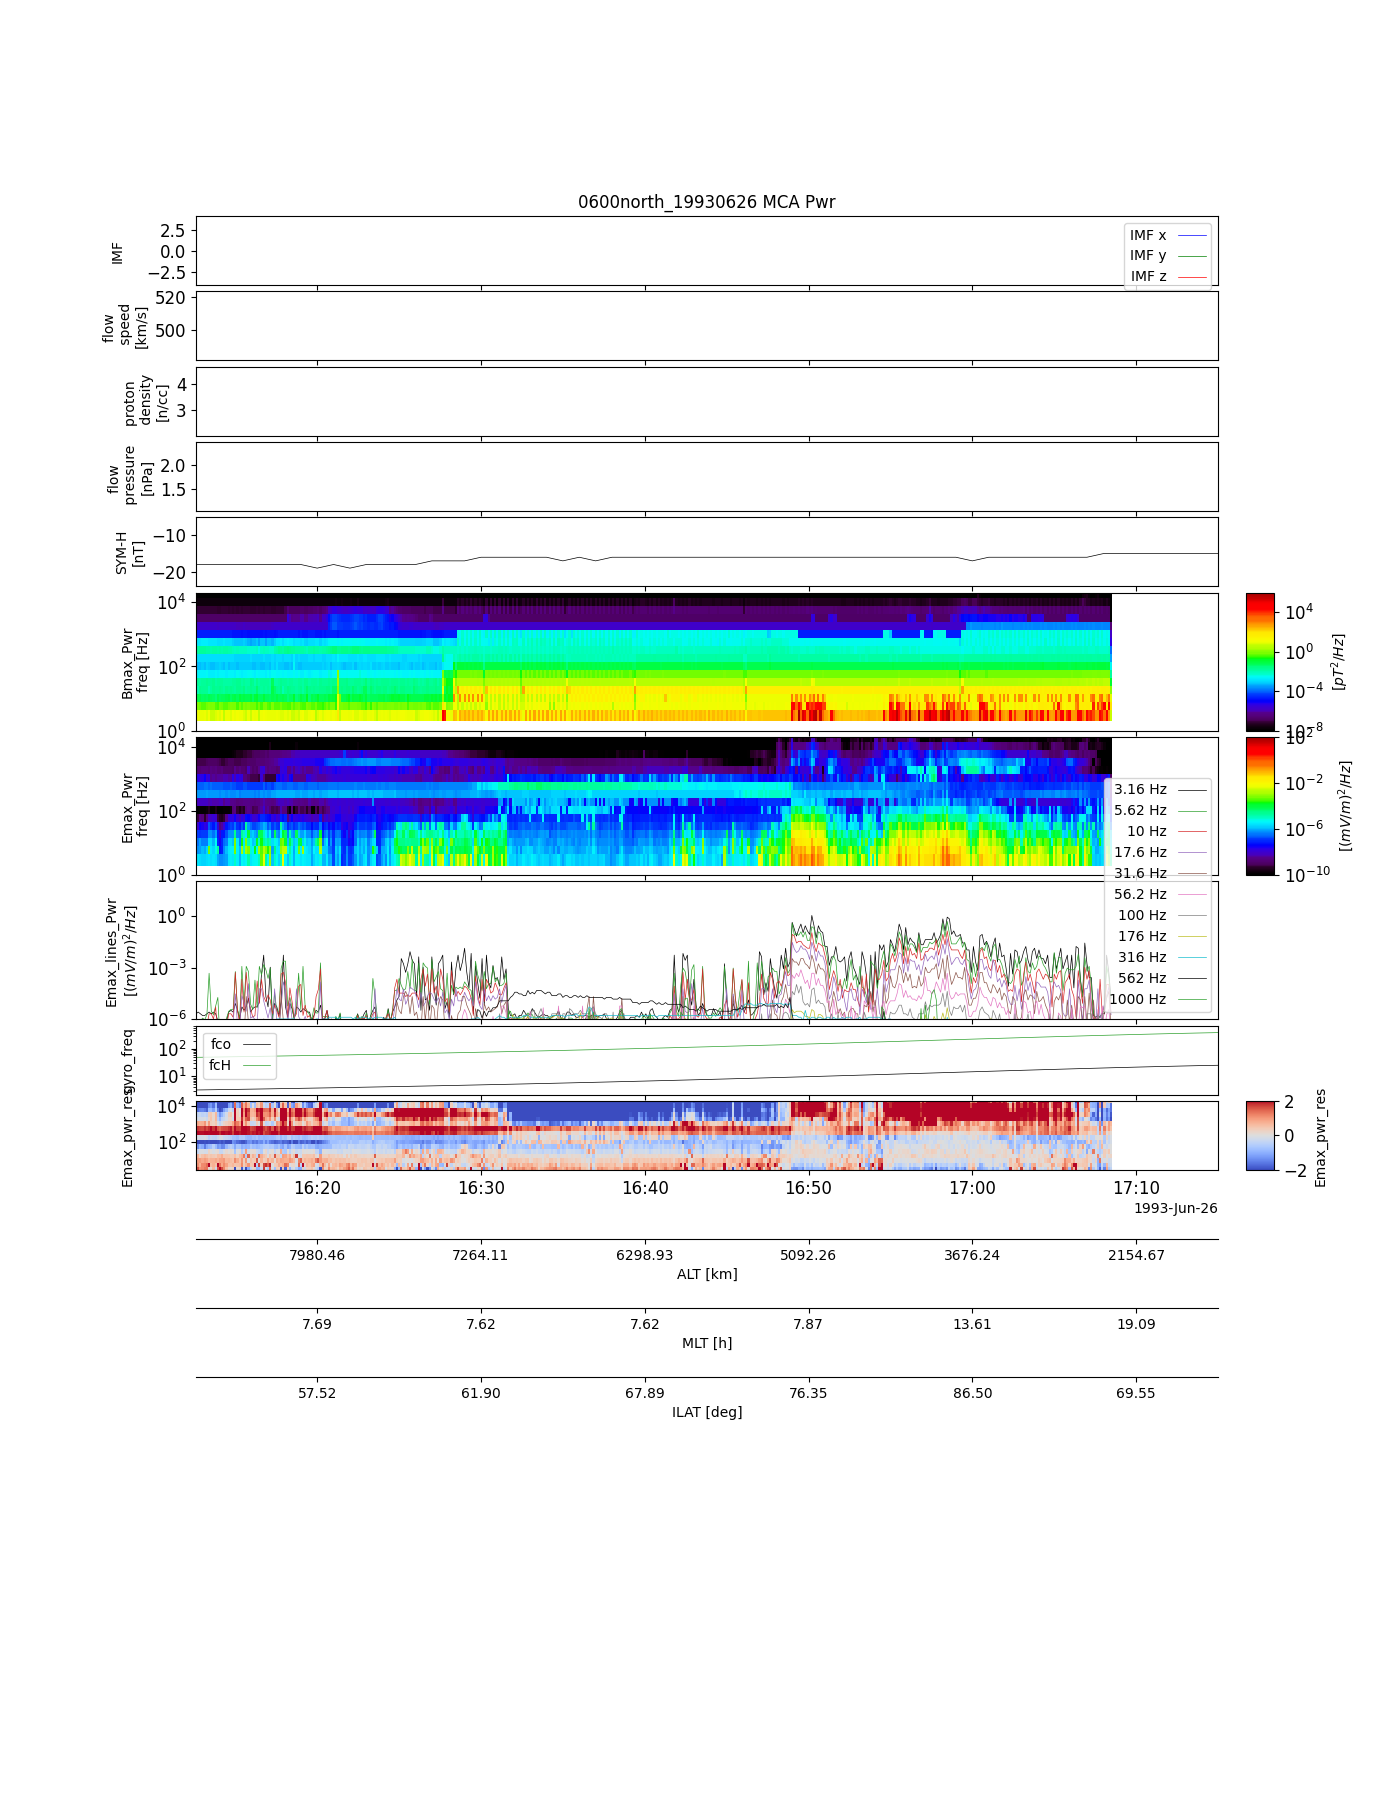 0600north_19930626 MCA Pwr
IMF
2.5
0.0
−2.5
IMF x
IMF y
IMF z
flow
speed
[km/s]
520
500
proton
density
[n/cc]
4
3
flow
pressure
[nPa]
2.0
1.5
SYM-H
[nT]
−10
−20
Bmax_Pwr
freq [Hz]
10^4
10^2
10^0
10^4
10^0
10^−4
10^−8
[pT^2/Hz]
Emax_Pwr
freq [Hz]
10^4
10^2
10^0
10^2
10^−2
10^−6
10^−10
[(mV/m)^2/Hz]
3.16 Hz
5.62 Hz
10 Hz
17.6 Hz
31.6 Hz
56.2 Hz
100 Hz
176 Hz
316 Hz
562 Hz
1000 Hz
Emax_lines_Pwr
[(mV/m)^2/Hz]
10^0
10^−3
10^−6
gyro_freq
10^2
10^1
fco
fcH
Emax_pwr_res
10^4
10^2
2
0
−2
Emax_pwr_res
16:20 16:30 16:40 16:50 17:00 17:10
1993-Jun-26
7980.46 7264.11 6298.93 5092.26 3676.24 2154.67
ALT [km]
7.69 7.62 7.62 7.87 13.61 19.09
MLT [h]
57.52 61.90 67.89 76.35 86.50 69.55
ILAT [deg]